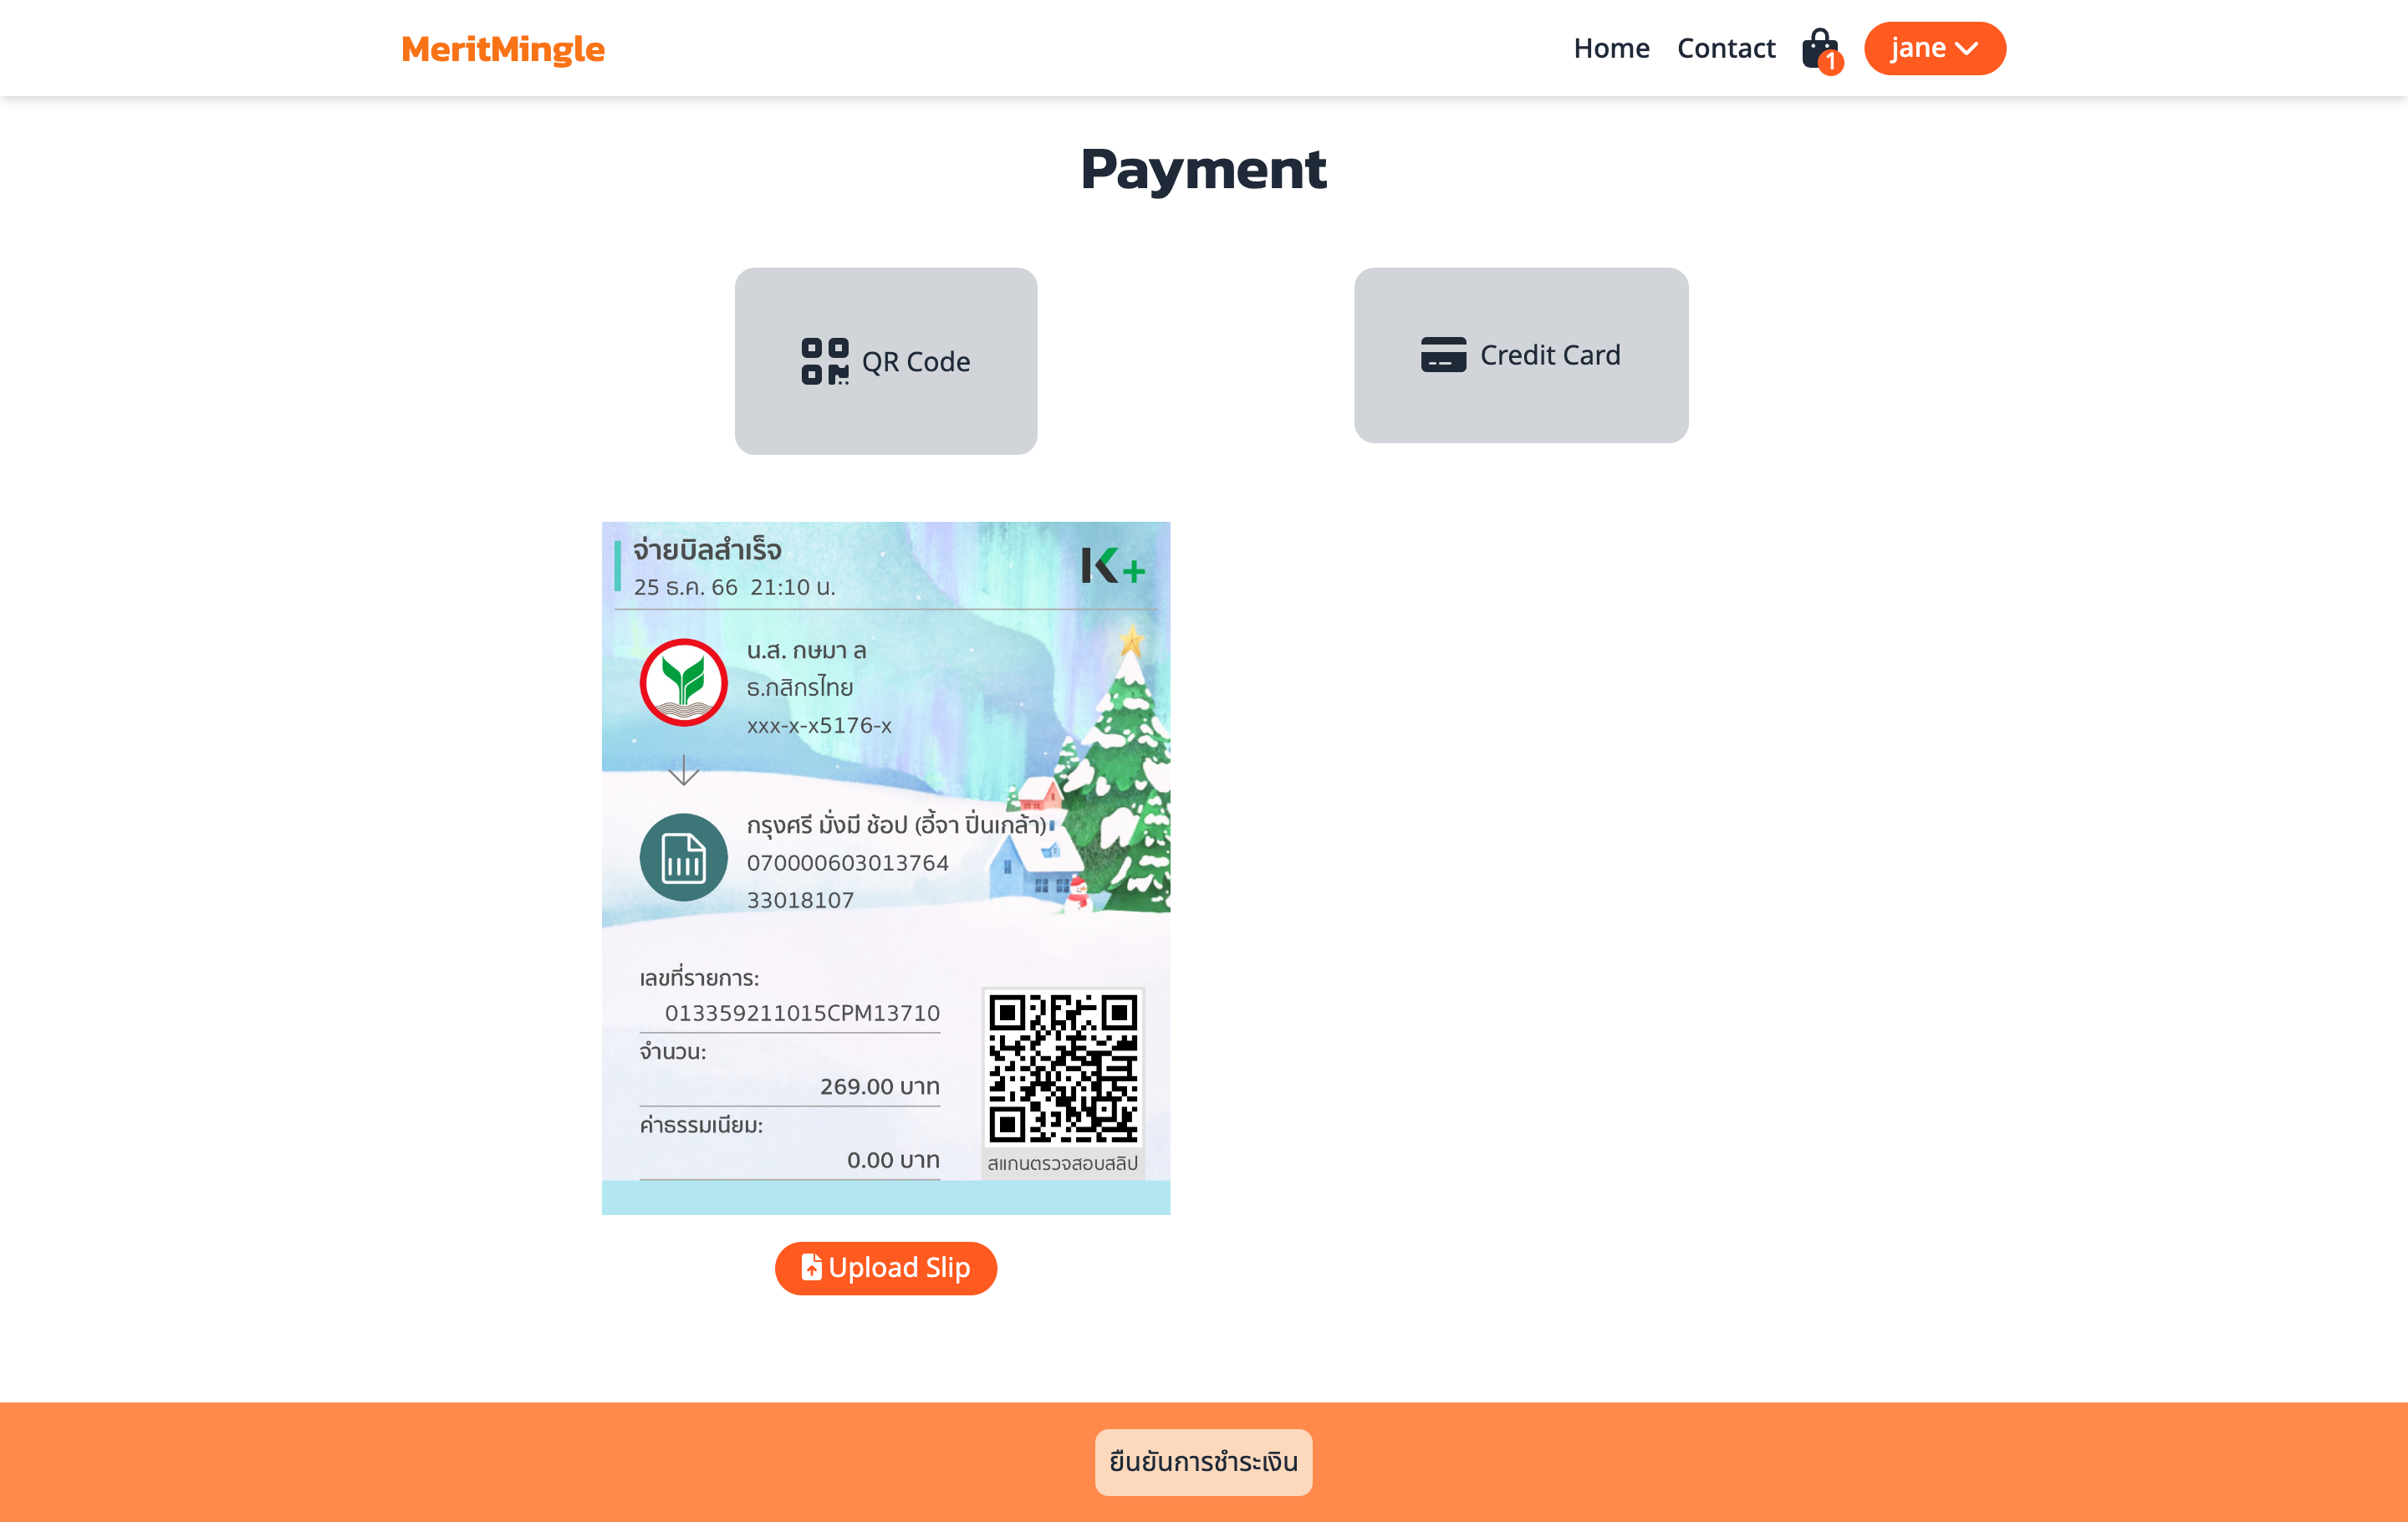 MeritMingle
Home
Contact
1
jane
Payment
QR Code
Credit Card
จ่ายบิลสำเร็จ
25 ธ.ค. 66 21:10 น.
K+
น.ส. กษมา ล
ธ.กสิกรไทย
xxx-x-x5176-x
กรุงศรี มั่งมี ช้อป (อี้จา ปิ่นเกล้า)
070000603013764
33018107
เลขที่รายการ:
013359211015CPM13710
จำนวน:
269.00 บาท
ค่าธรรมเนียม:
0.00 บาท
สแกนตรวจสอบสลิป
Upload Slip
ยืนยันการชำระเงิน